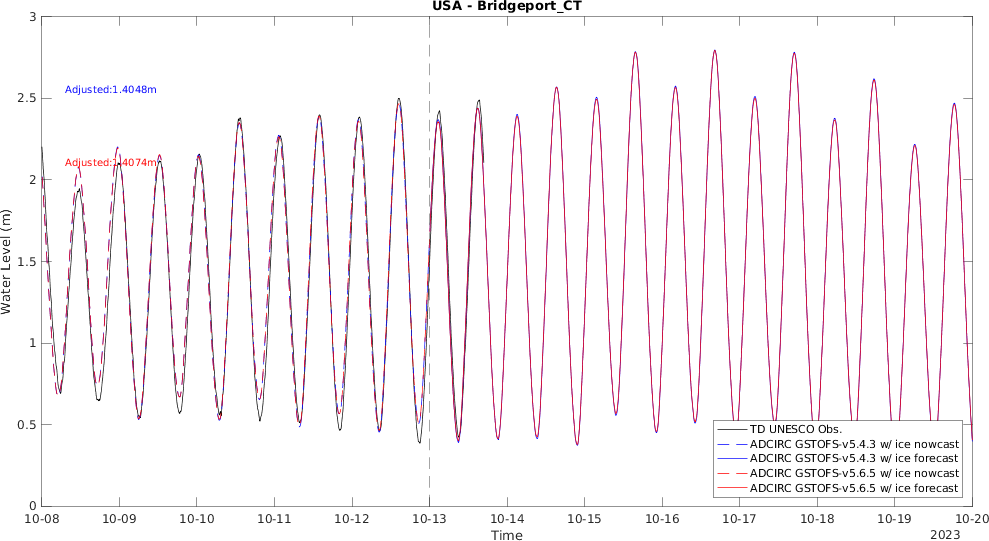 USA - Bridgeport_CT
3
2.5
2
1.5
1
0.5
0
Water Level (m)
Adjusted:1.4048m
Adjusted:1.4074m
TD UNESCO Obs.
ADCIRC GSTOFS-v5.4.3 w/ ice nowcast
ADCIRC GSTOFS-v5.4.3 w/ ice forecast
ADCIRC GSTOFS-v5.6.5 w/ ice nowcast
ADCIRC GSTOFS-v5.6.5 w/ ice forecast
10-08 10-09 10-10 10-11 10-12 10-13 10-14 10-15 10-16 10-17 10-18 10-19 10-20
Time
2023